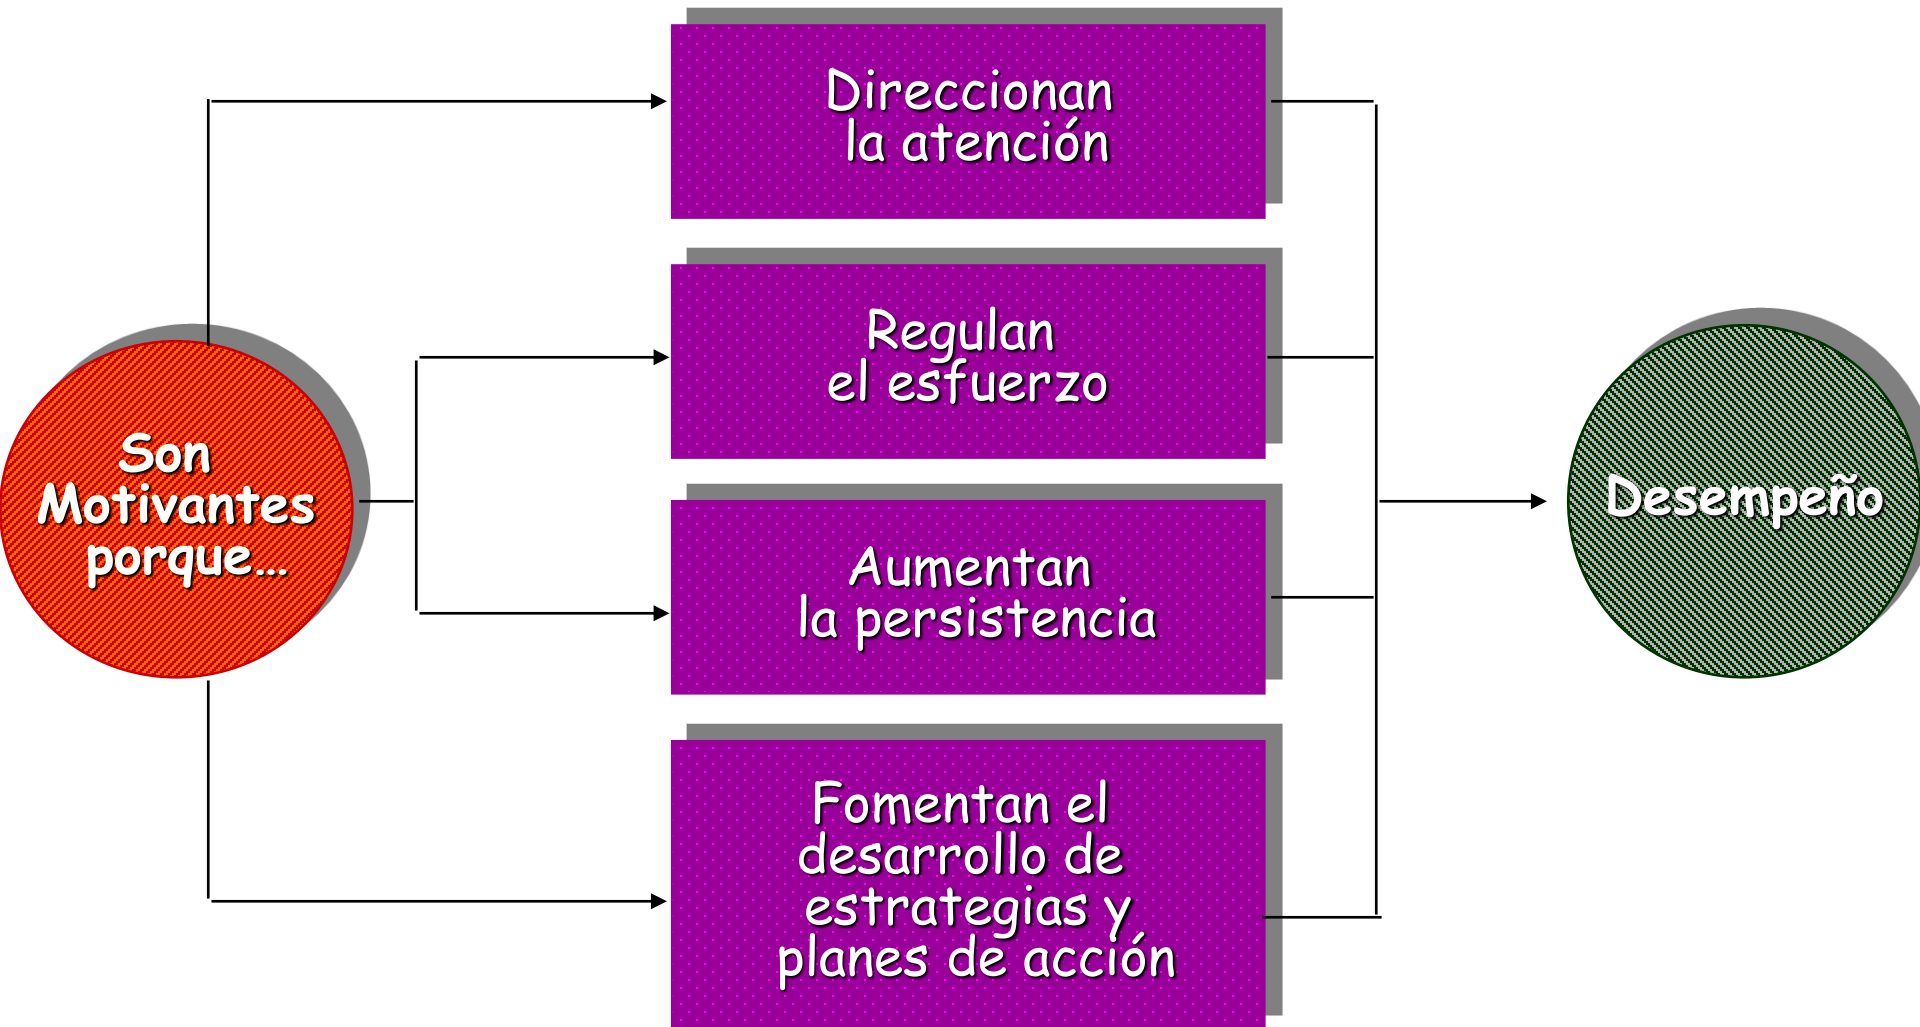 Son
Motivantes
porque...
Direccionan
la atención
Regulan
el esfuerzo
Aumentan
la persistencia
Fomentan el
desarrollo de
estrategias y
planes de acción
Desempeño